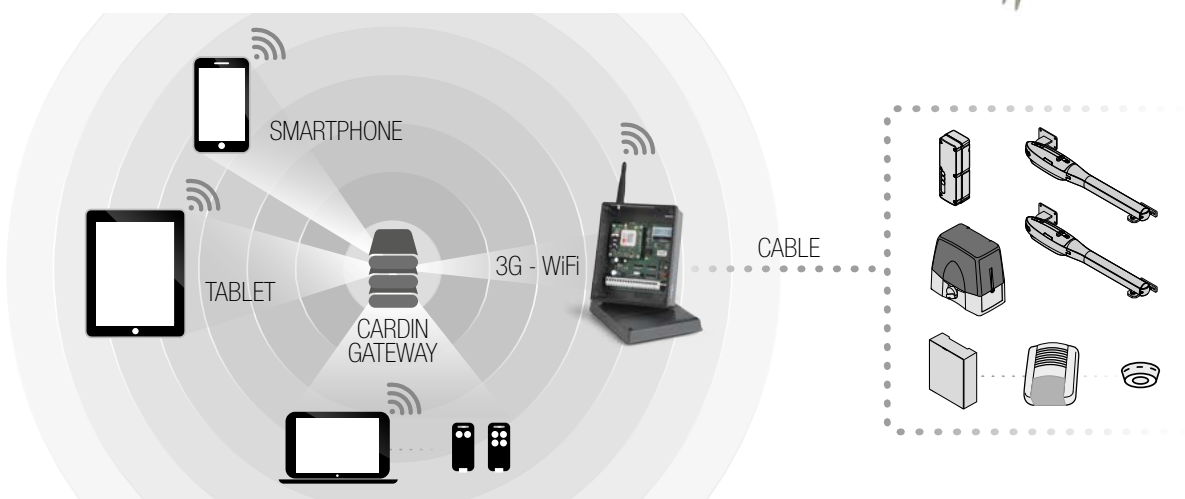 SMARTPHONE
TABLET
CARDIN
GATEWAY
3G - WiFi
CABLE